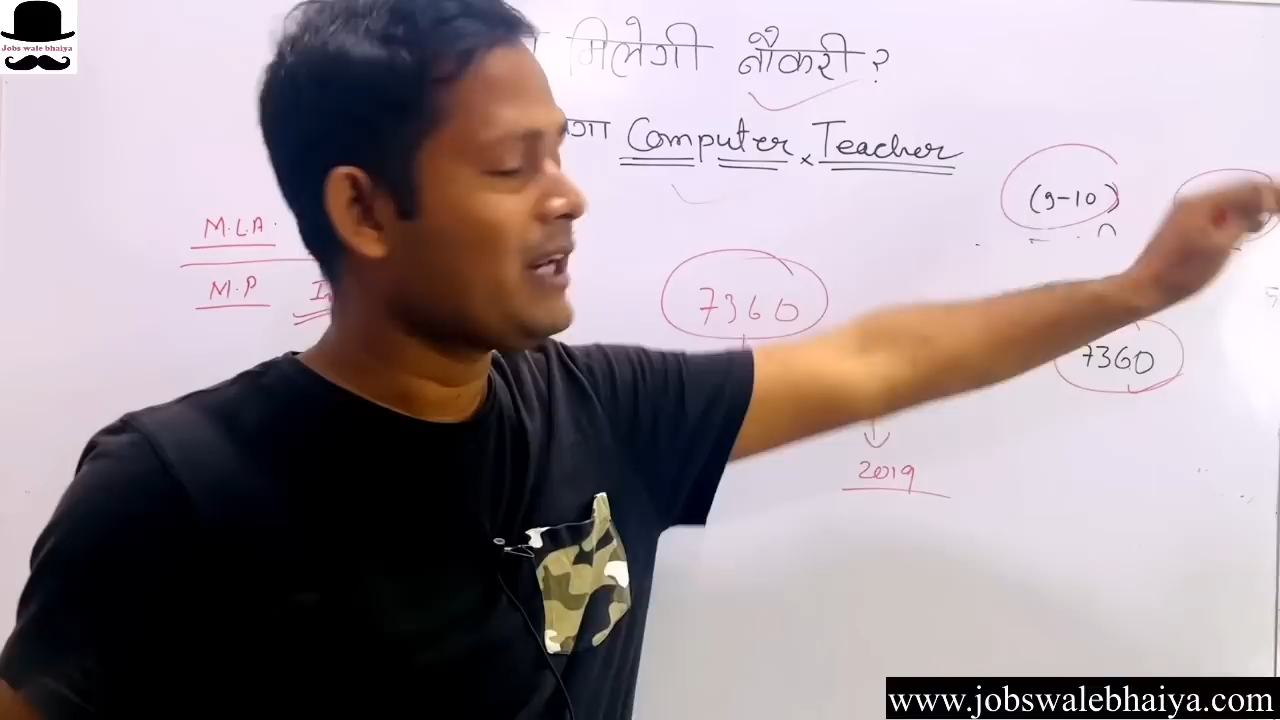 Jobs wale bhaiya
मिलेगी नौकरी ?
Computer Teacher
M.L.A.
(9-10)
M.P
7360
7360
2019
www.jobswalebhaiya.com